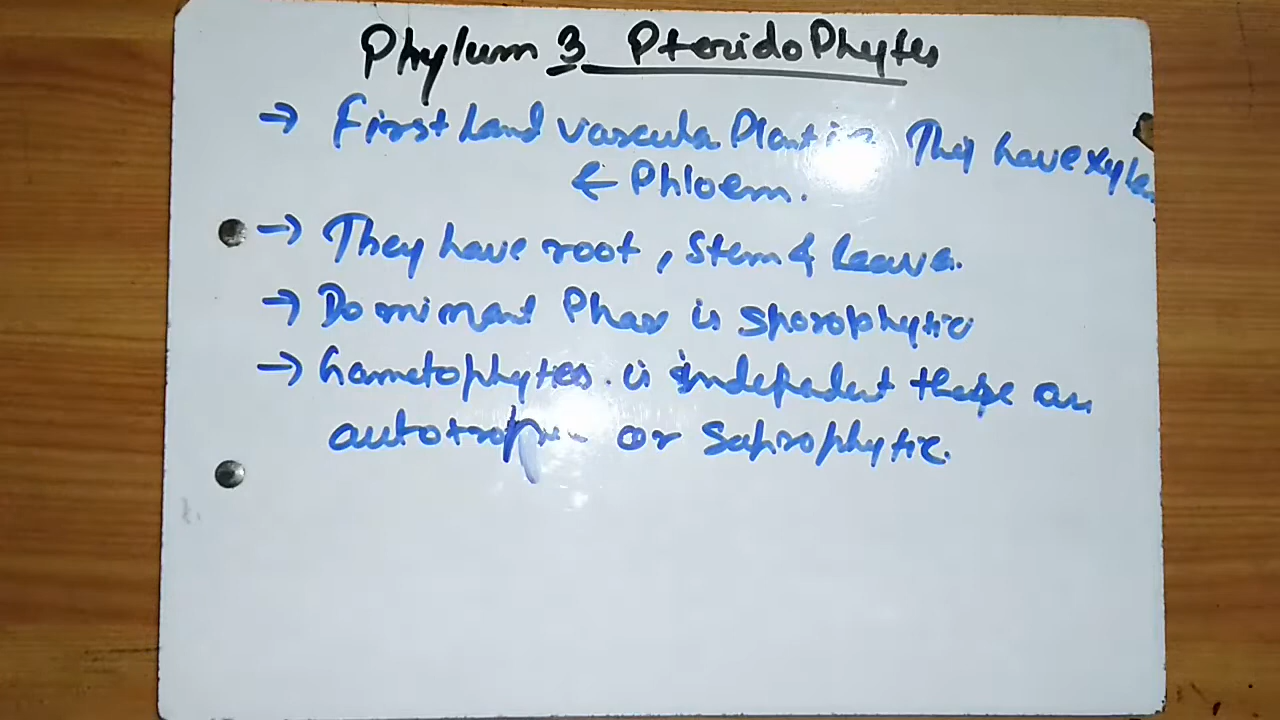 Phylum 3 Pteridophytes
→ First Land vascula Plant They have xyle
& Phloem.
→ They have root, Stem & Leave.
→ Dominant Phase is sporophytic
→ Gametophytes is independent these are
autotrophic or Saprophytic.